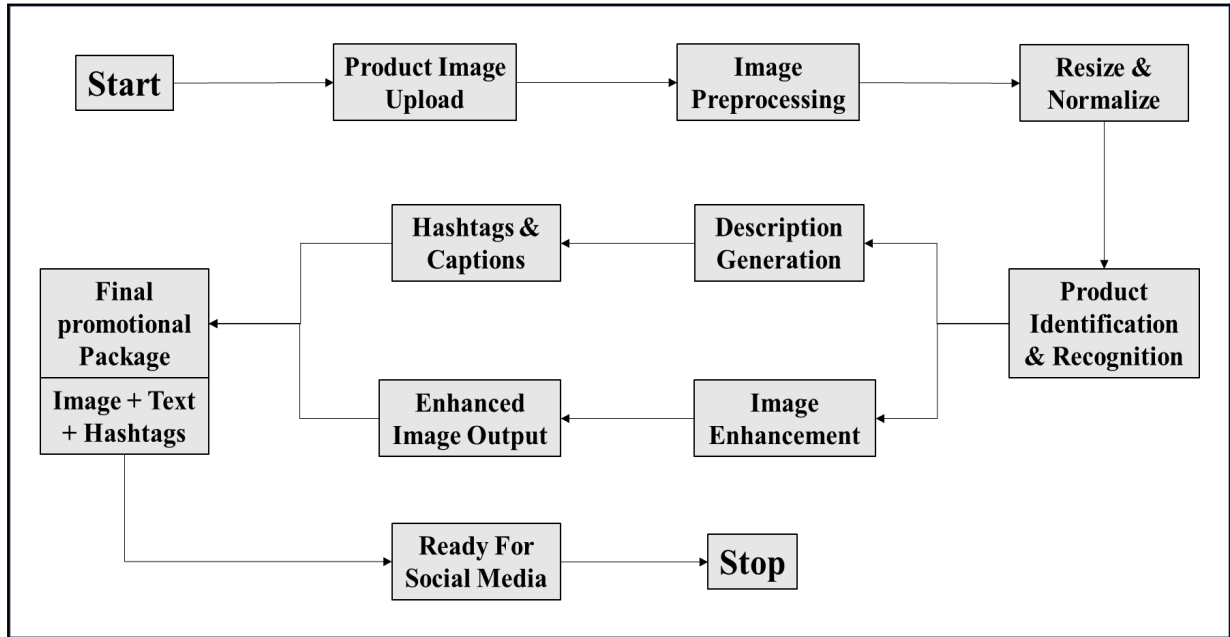 Start
Product Image
Upload
Image
Preprocessing
Resize &
Normalize
Product
Identification
& Recognition
Description
Generation
Hashtags &
Captions
Image
Enhancement
Enhanced
Image Output
Final
promotional
Package
Image + Text
+ Hashtags
Ready For
Social Media
Stop